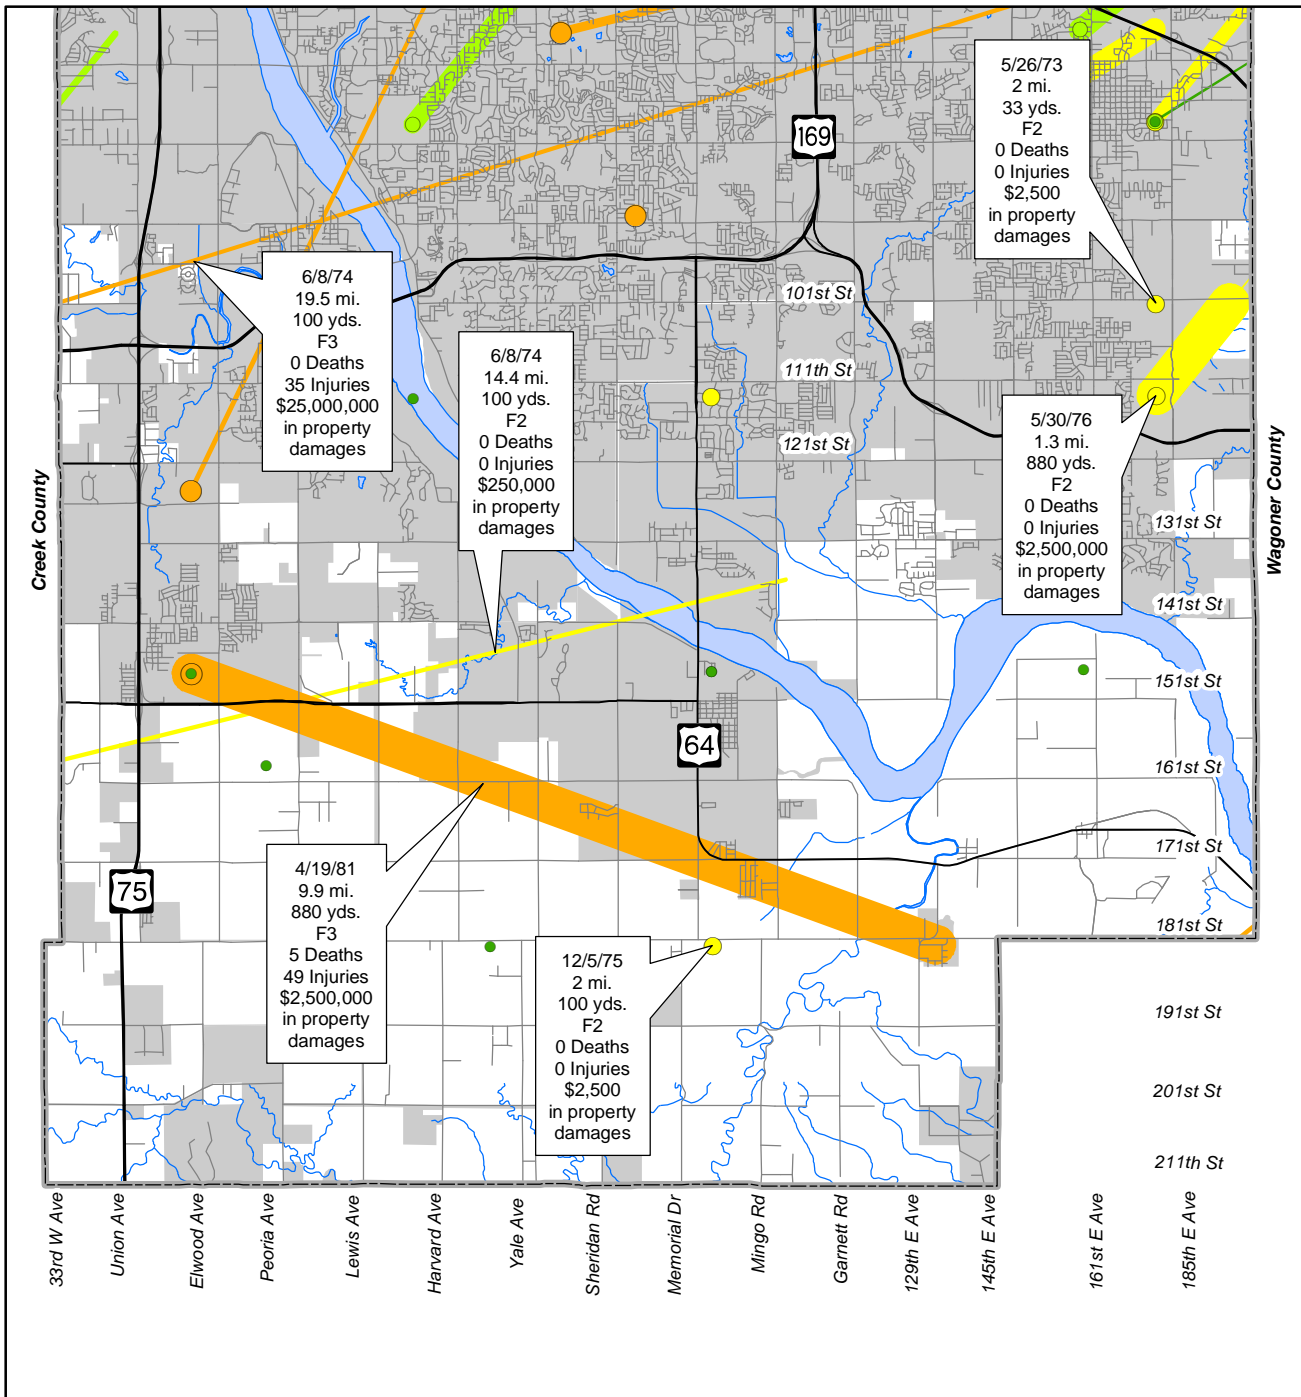 5/26/73
2 mi.
33 yds.
F2
0 Deaths
0 Injuries
$2,500
in property
damages
169
6/8/74
19.5 mi.
100 yds.
F3
0 Deaths
35 Injuries
$25,000,000
in property
damages
101st St
6/8/74
14.4 mi.
100 yds.
F2
0 Deaths
0 Injuries
$250,000
in property
damages
111th St
121st St
5/30/76
1.3 mi.
880 yds.
F2
0 Deaths
0 Injuries
$2,500,000
in property
damages
Creek County
Wagoner County
131st St
141st St
151st St
64
161st St
171st St
4/19/81
9.9 mi.
880 yds.
F3
5 Deaths
49 Injuries
$2,500,000
in property
damages
75
181st St
12/5/75
2 mi.
100 yds.
F2
0 Deaths
0 Injuries
$2,500
in property
damages
191st St
201st St
211th St
33rd W Ave
Union Ave
Elwood Ave
Peoria Ave
Lewis Ave
Harvard Ave
Yale Ave
Sheridan Rd
Memorial Dr
Mingo Rd
Garnett Rd
129th E Ave
145th E Ave
161st E Ave
185th E Ave